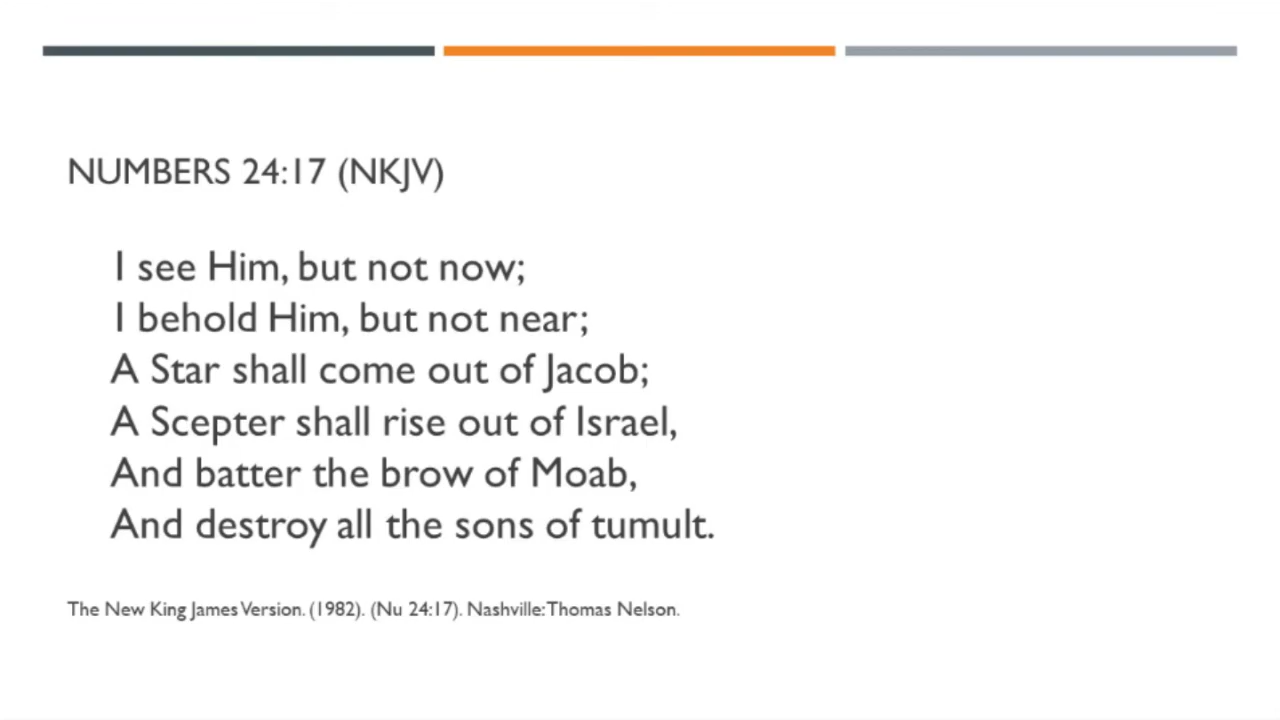 NUMBERS 24:17 (NKJV)
I see Him, but not now;
I behold Him, but not near;
A Star shall come out of Jacob;
A Scepter shall rise out of Israel,
And batter the brow of Moab,
And destroy all the sons of tumult.
The New King James Version. (1982). (Nu 24:17). Nashville: Thomas Nelson.